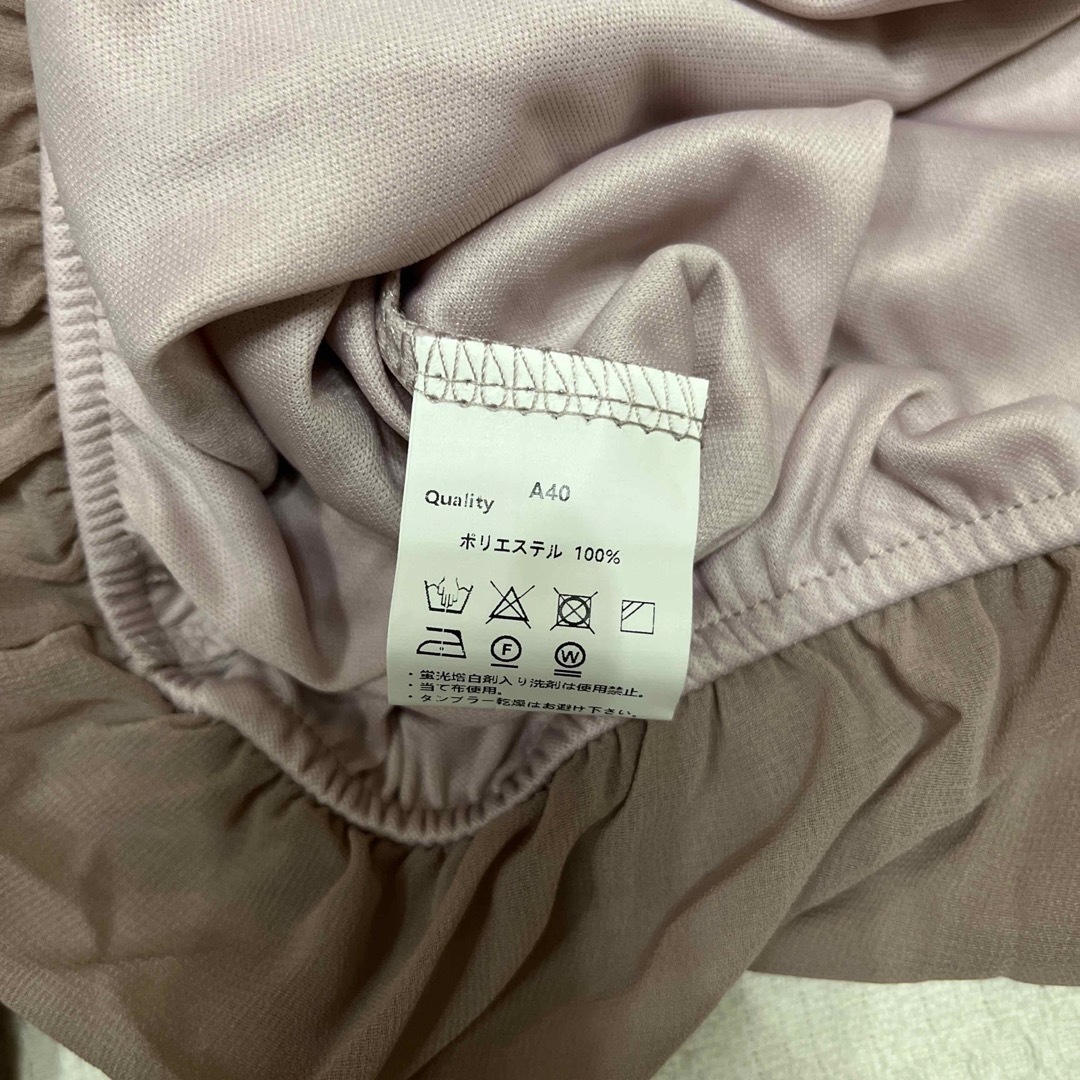 Quality A40
ポリエステル 100%
F W
・蛍光増白剤入り洗剤は使用禁止。
・当て布使用。
・タンブラー乾燥はお避け下さい。